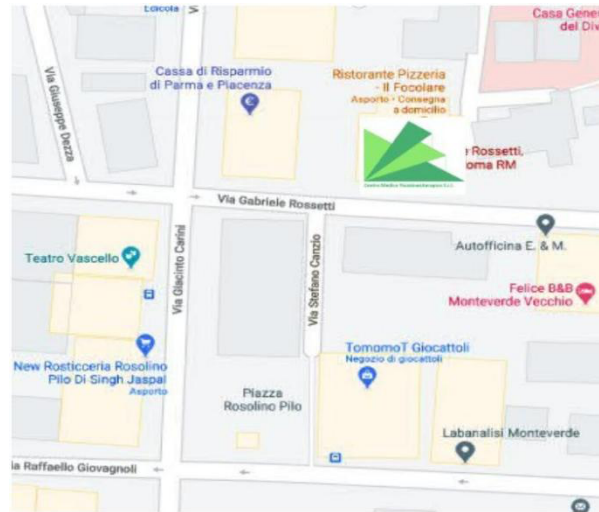 Edicola
Casa Gene
del Div
Cassa di Risparmio
di Parma e Piacenza
Ristorante Pizzeria
- Il Focolare
Asporto • Consegna
a domicilio
Via Giuseppe Dezza
Rossetti,
oma RM
Via Gabriele Rossetti
Autofficina E. & M.
Teatro Vascello
Via Giacinto Carini
Via Stefano Canzio
Felice B&B
Monteverde Vecchio
TomomoT Giocattoli
Negozio di giocattoli
New Rosticceria Rosolino
Pilo Di Singh Jaspal
Asporto
Piazza
Rosolino Pilo
Labanalisi Monteverde
ia Raffaello Giovagnoli